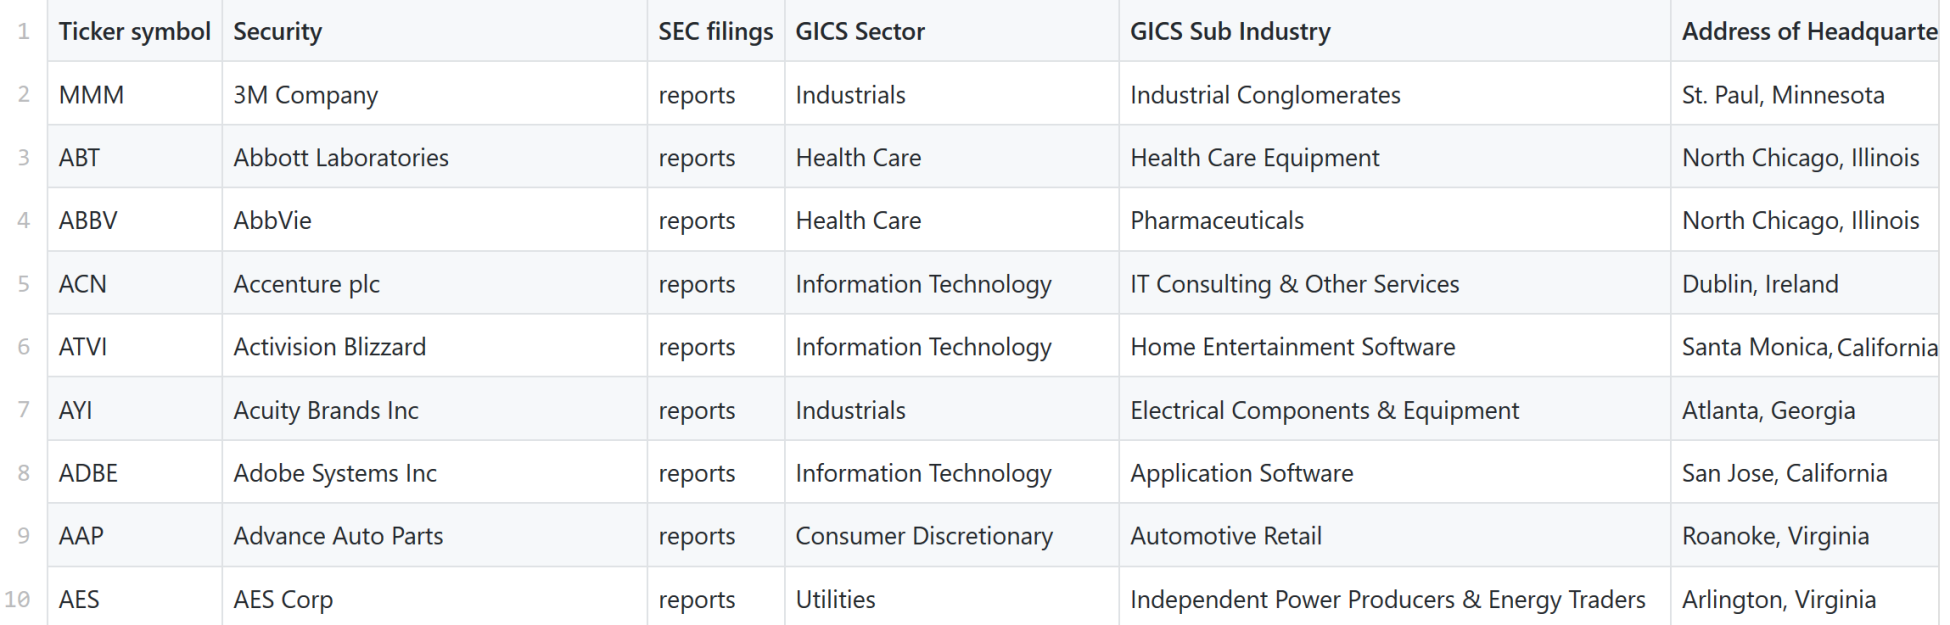 1 Ticker symbol Security SEC filings GICS Sector GICS Sub Industry Address of Headquarte
2 MMM 3M Company reports Industrials Industrial Conglomerates St. Paul, Minnesota
3 ABT Abbott Laboratories reports Health Care Health Care Equipment North Chicago, Illinois
4 ABBV AbbVie reports Health Care Pharmaceuticals North Chicago, Illinois
5 ACN Accenture plc reports Information Technology IT Consulting & Other Services Dublin, Ireland
6 ATVI Activision Blizzard reports Information Technology Home Entertainment Software Santa Monica, California
7 AYI Acuity Brands Inc reports Industrials Electrical Components & Equipment Atlanta, Georgia
8 ADBE Adobe Systems Inc reports Information Technology Application Software San Jose, California
9 AAP Advance Auto Parts reports Consumer Discretionary Automotive Retail Roanoke, Virginia
10 AES AES Corp reports Utilities Independent Power Producers & Energy Traders Arlington, Virginia